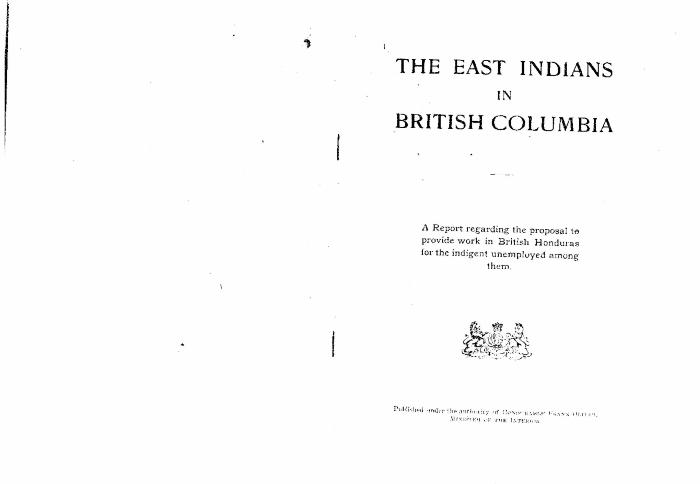 THE EAST INDIANS
IN
BRITISH COLUMBIA
A Report regarding the proposal to
provide work in British Honduras
for the indigent unemployed among
them.
Published under the authority of HONOURABLE FRANK OLIVER,
MINISTER OF THE INTERIOR